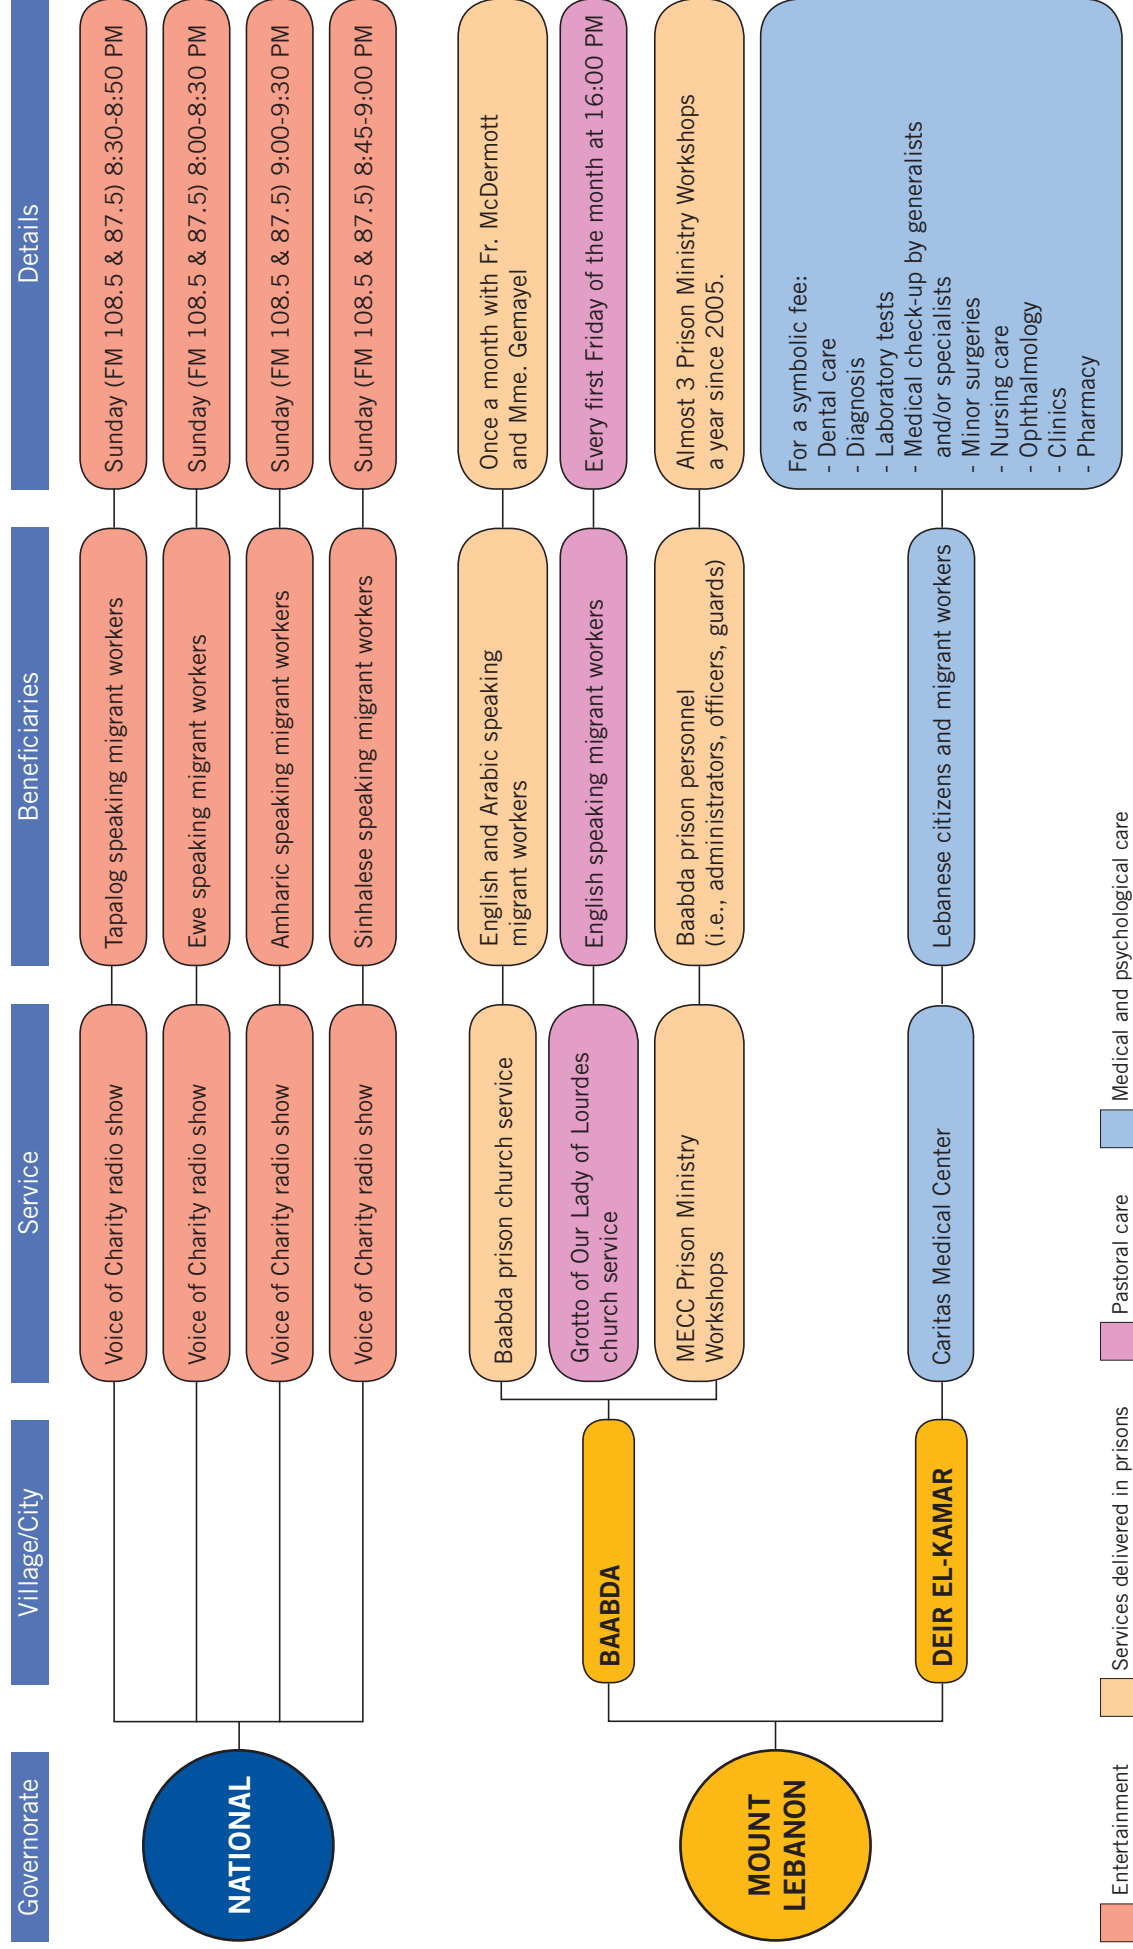 Governorate
Village/City
Service
Beneficiaries
Details
NATIONAL
Voice of Charity radio show
Tapalog speaking migrant workers
Sunday (FM 108.5 & 87.5) 8:30-8:50 PM
Voice of Charity radio show
Ewe speaking migrant workers
Sunday (FM 108.5 & 87.5) 8:00-8:30 PM
Voice of Charity radio show
Amharic speaking migrant workers
Sunday (FM 108.5 & 87.5) 9:00-9:30 PM
Voice of Charity radio show
Sinhalese speaking migrant workers
Sunday (FM 108.5 & 87.5) 8:45-9:00 PM
MOUNT
LEBANON
BAABDA
Baabda prison church service
English and Arabic speaking
migrant workers
Once a month with Fr. McDermott
and Mme. Gemayel
Grotto of Our Lady of Lourdes
church service
English speaking migrant workers
Every first Friday of the month at 16:00 PM
MECC Prison Ministry
Workshops
Baabda prison personnel
(i.e., administrators, officers, guards)
Almost 3 Prison Ministry Workshops
a year since 2005.
DEIR EL-KAMAR
Caritas Medical Center
Lebanese citizens and migrant workers
For a symbolic fee:
- Dental care
- Diagnosis
- Laboratory tests
- Medical check-up by generalists
and/or specialists
- Minor surgeries
- Nursing care
- Ophthalmology
- Clinics
- Pharmacy
Entertainment
Services delivered in prisons
Pastoral care
Medical and psychological care